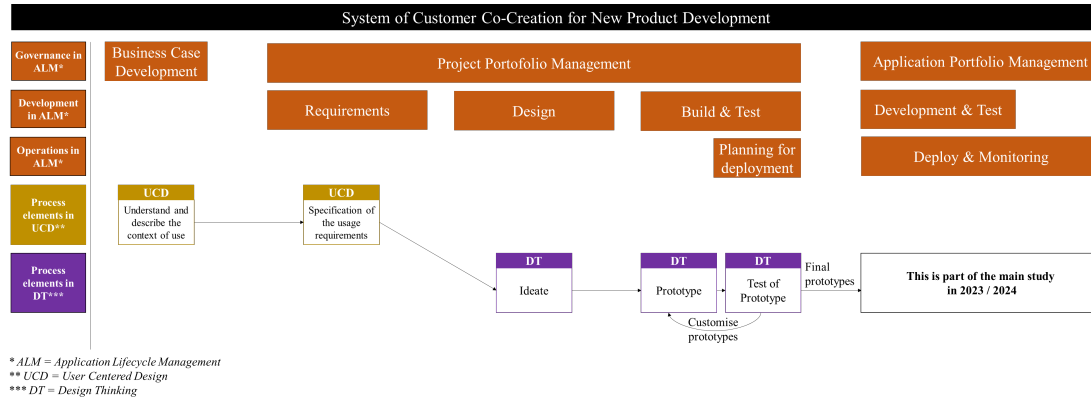 System of Customer Co-Creation for New Product Development
Governance in
ALM*
Business Case
Development
Project Portofolio Management
Application Portfolio Management
Development
in ALM*
Requirements
Design
Build & Test
Development & Test
Operations in
ALM*
Planning for
deployment
Deploy & Monitoring
Process
elements in
UCD**
UCD
Understand and
describe the
context of use
UCD
Specification of
the usage
requirements
Process
elements in
DT***
DT
Ideate
DT
Prototype
DT
Test of
Prototype
Final
prototypes
This is part of the main study
in 2023 / 2024
Customise
prototypes
* ALM = Application Lifecycle Management
** UCD = User Centered Design
*** DT = Design Thinking